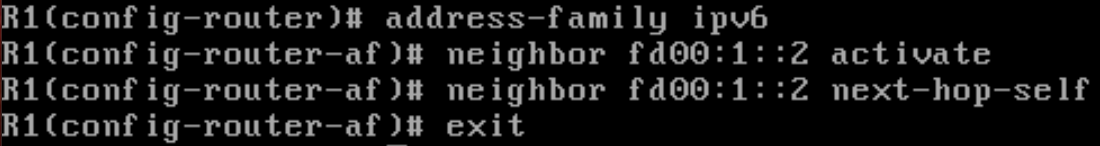 R1(config-router)# address-family ipv6
R1(config-router-af)# neighbor fd00:1::2 activate
R1(config-router-af)# neighbor fd00:1::2 next-hop-self
R1(config-router-af)# exit